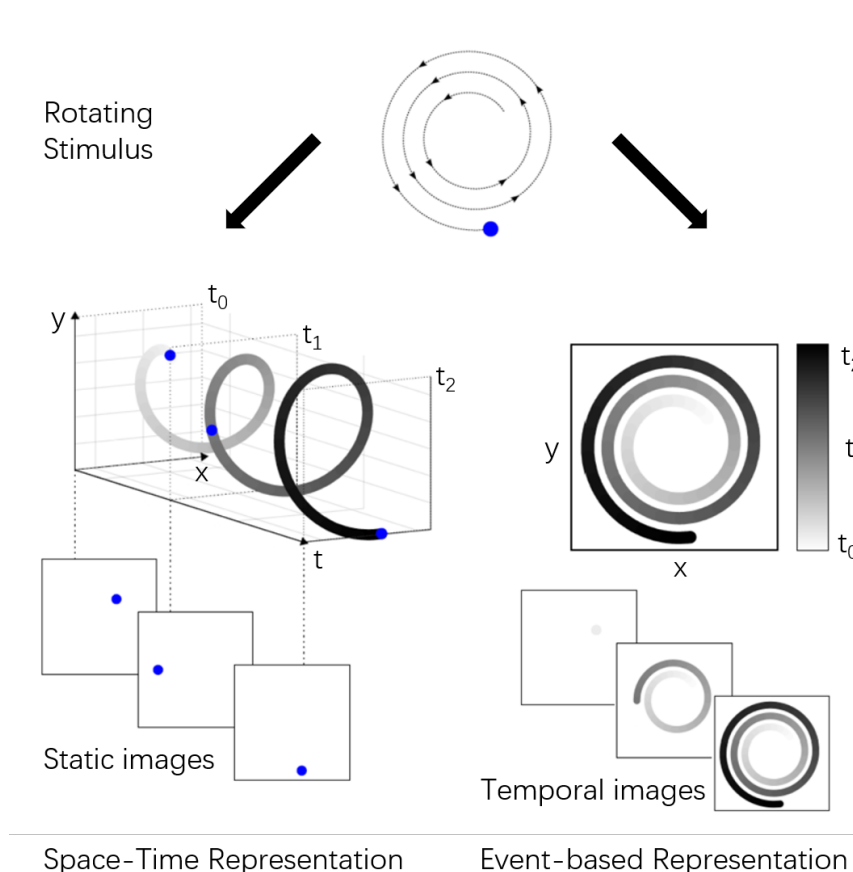 Rotating
Stimulus
t₀
y
t₁
t₂
x
t
y
x
t₀
Static images
Temporal images
Space-Time Representation
Event-based Representation